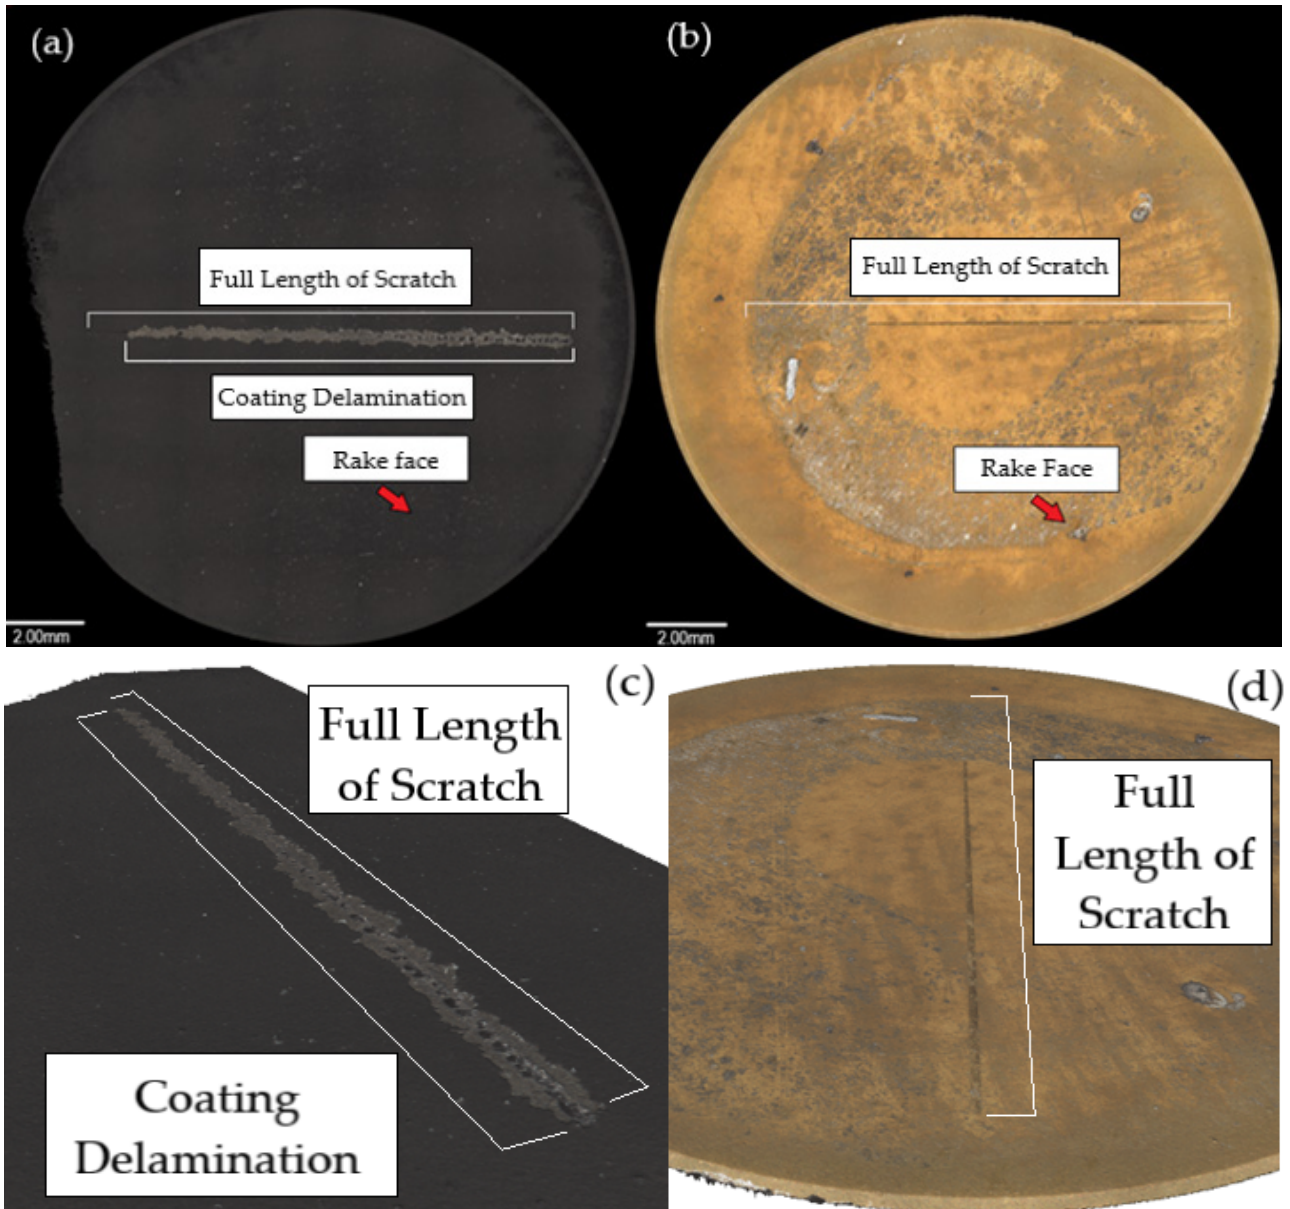 (a)
Full Length of Scratch
Coating Delamination
Rake face
2.00mm
(b)
Full Length of Scratch
Rake Face
2.00mm
(c)
Full Length
of Scratch
Coating
Delamination
(d)
Full
Length of
Scratch